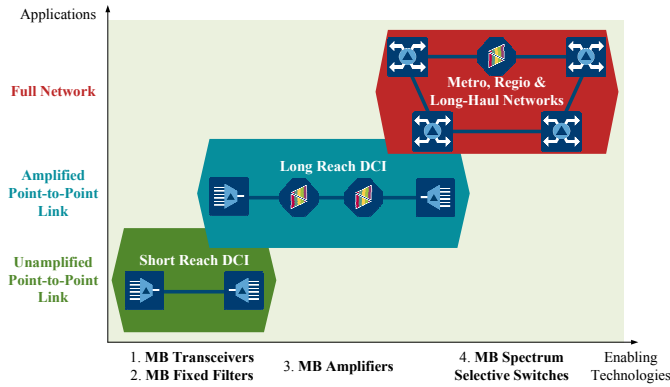 Applications
Full Network
Metro, Regio &
Long-Haul Networks
Amplified
Point-to-Point
Link
Long Reach DCI
Unamplified
Point-to-Point
Link
Short Reach DCI
1. MB Transceivers
2. MB Fixed Filters
3. MB Amplifiers
4. MB Spectrum
Selective Switches
Enabling
Technologies